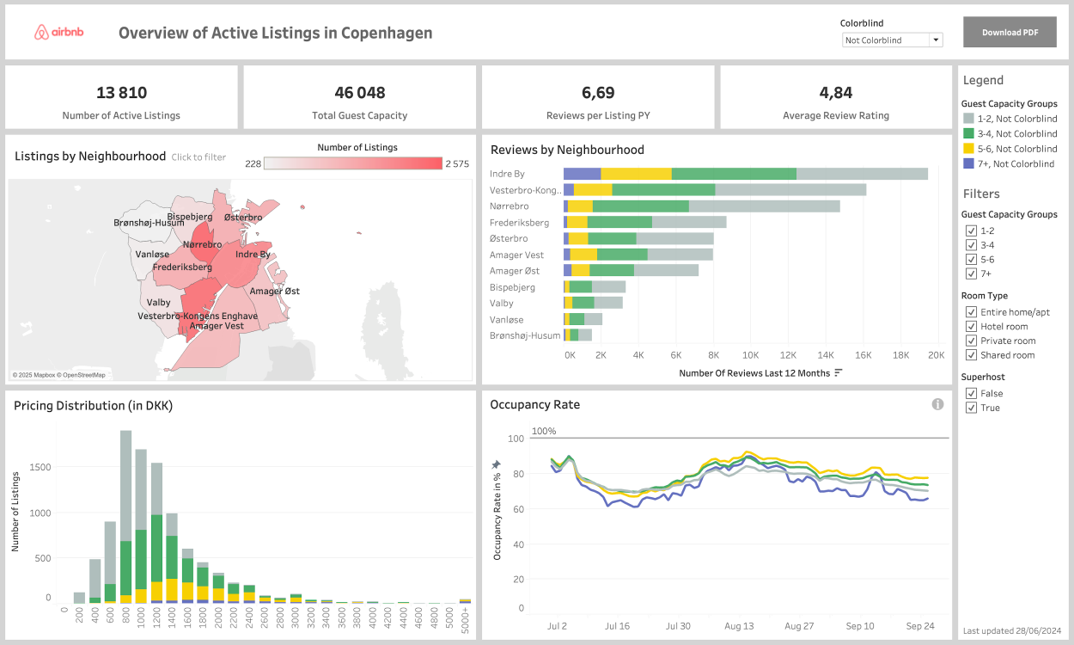 airbnb
Overview of Active Listings in Copenhagen
Colorblind
Not Colorblind
Download PDF
13 810
Number of Active Listings
46 048
Total Guest Capacity
6,69
Reviews per Listing PY
4,84
Average Review Rating
Legend
Guest Capacity Groups
1-2, Not Colorblind
3-4, Not Colorblind
5-6, Not Colorblind
7+, Not Colorblind
Filters
Guest Capacity Groups
1-2
3-4
5-6
7+
Room Type
Entire home/apt
Hotel room
Private room
Shared room
Superhost
False
True
Last updated 28/06/2024
Listings by Neighbourhood Click to filter
Number of Listings
228 2 575
Bispebjerg Østerbro
Brønshøj-Husum
Nørrebro
Vanløse Indre By
Frederiksberg
Amager Øst
Valby
Vesterbro-Kongens Enghave
Amager Vest
© 2025 Mapbox © OpenStreetMap
Reviews by Neighbourhood
Indre By
Vesterbro-Kong..
Nørrebro
Frederiksberg
Østerbro
Amager Vest
Amager Øst
Bispebjerg
Valby
Vanløse
Brønshøj-Husum
0K 2K 4K 6K 8K 10K 12K 14K 16K 18K 20K
Number Of Reviews Last 12 Months
Pricing Distribution (in DKK)
Number of Listings
1500
1000
500
0
0 200 400 600 800 1000 1200 1400 1600 1800 2000 2200 2400 2600 2800 3000 3200 3400 3600 3800 4000 4200 4400 4600 4800 5000 5000+
Occupancy Rate
Occupancy Rate in %
100%
100
80
60
40
20
0
Jul 2 Jul 16 Jul 30 Aug 13 Aug 27 Sep 10 Sep 24